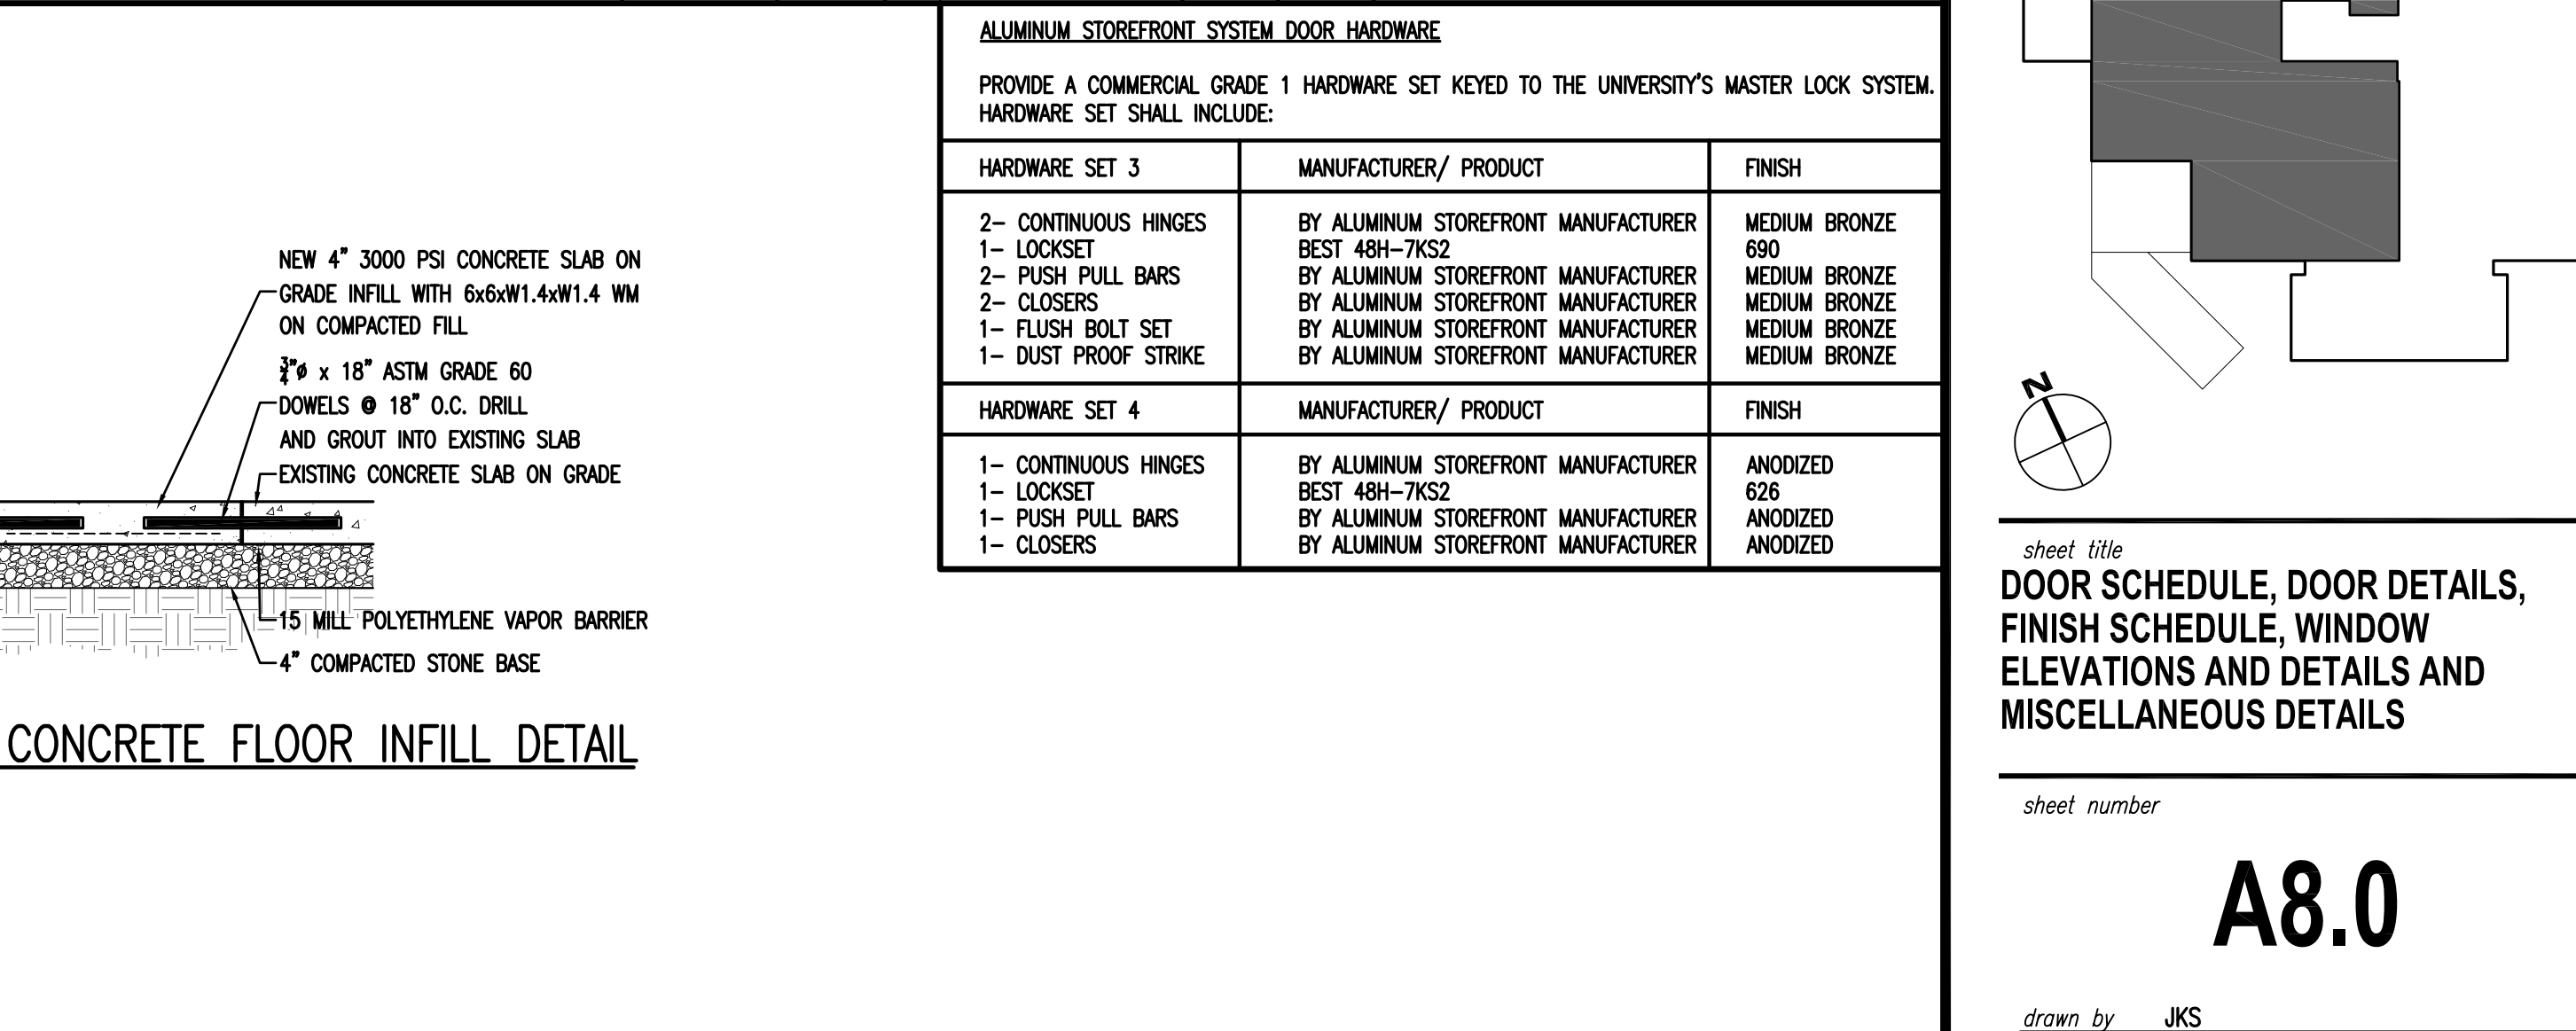 NEW 4" 3000 PSI CONCRETE SLAB ON
GRADE INFILL WITH 6x6xW1.4xW1.4 WM
ON COMPACTED FILL
3/4"ø x 18" ASTM GRADE 60
DOWELS @ 18" O.C. DRILL
AND GROUT INTO EXISTING SLAB
EXISTING CONCRETE SLAB ON GRADE
15 MILL POLYETHYLENE VAPOR BARRIER
4" COMPACTED STONE BASE
CONCRETE FLOOR INFILL DETAIL
ALUMINUM STOREFRONT SYSTEM DOOR HARDWARE
PROVIDE A COMMERCIAL GRADE 1 HARDWARE SET KEYED TO THE UNIVERSITY'S MASTER LOCK SYSTEM.
HARDWARE SET SHALL INCLUDE:
HARDWARE SET 3 MANUFACTURER/ PRODUCT FINISH
2- CONTINUOUS HINGES BY ALUMINUM STOREFRONT MANUFACTURER MEDIUM BRONZE
1- LOCKSET BEST 48H-7KS2 690
2- PUSH PULL BARS BY ALUMINUM STOREFRONT MANUFACTURER MEDIUM BRONZE
2- CLOSERS BY ALUMINUM STOREFRONT MANUFACTURER MEDIUM BRONZE
1- FLUSH BOLT SET BY ALUMINUM STOREFRONT MANUFACTURER MEDIUM BRONZE
1- DUST PROOF STRIKE BY ALUMINUM STOREFRONT MANUFACTURER MEDIUM BRONZE
HARDWARE SET 4 MANUFACTURER/ PRODUCT FINISH
1- CONTINUOUS HINGES BY ALUMINUM STOREFRONT MANUFACTURER ANODIZED
1- LOCKSET BEST 48H-7KS2 626
1- PUSH PULL BARS BY ALUMINUM STOREFRONT MANUFACTURER ANODIZED
1- CLOSERS BY ALUMINUM STOREFRONT MANUFACTURER ANODIZED
N
sheet title
DOOR SCHEDULE, DOOR DETAILS,
FINISH SCHEDULE, WINDOW
ELEVATIONS AND DETAILS AND
MISCELLANEOUS DETAILS
sheet number
A8.0
drawn by JKS